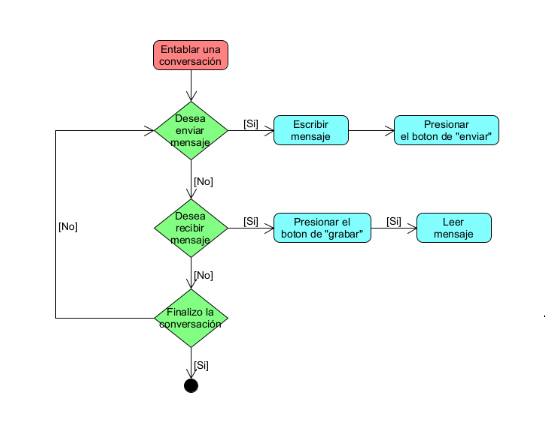 Entablar una
conversación
Desea
enviar
mensaje
[Si]
Escribir
mensaje
Presionar
el boton de "enviar"
[No]
Desea
recibir
mensaje
[Si]
Presionar el
boton de "grabar"
[Si]
Leer
mensaje
[No]
[No]
Finalizo la
conversación
[Si]